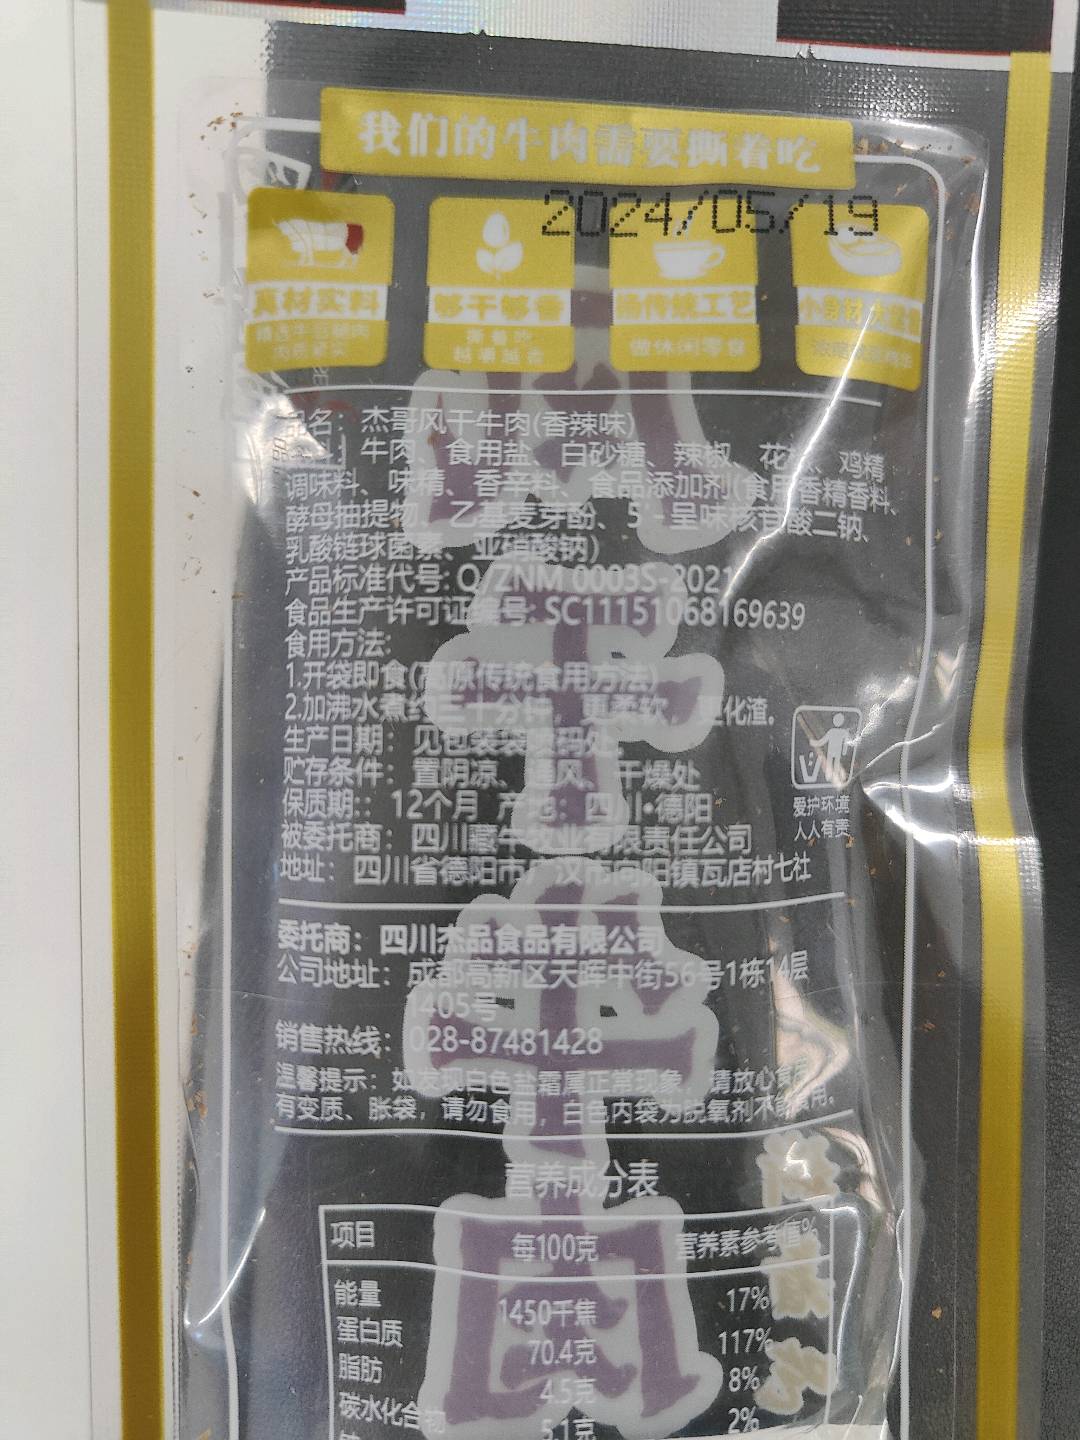 我们的牛肉需要撕着吃
2024/05/19
真材实料 够干够香 扬传统工艺 小身材
撕着吃 做休闲零食
越嚼越香
品名：杰哥风干牛肉(香辣味)
牛肉、食用盐、白砂糖、辣椒、花椒、鸡精
调味料、味精、香辛料、食品添加剂(食用香精香料、
酵母抽提物、乙基麦芽酚、5'-呈味核苷酸二钠、
乳酸链球菌素、亚硝酸钠)
产品标准代号: Q/ZNM 0003S-2021
食品生产许可证编号: SC11151068169639
食用方法:
1.开袋即食(高原传统食用方法)
2.加沸水煮约三十分钟，更柔软，更化渣。
生产日期：见包装袋喷码处
贮存条件：置阴凉、通风、干燥处
保质期:：12个月 产地：四川•德阳
被委托商：四川藏牛牧业有限责任公司
地址：四川省德阳市广汉市向阳镇瓦店村七社
爱护环境
人人有责
委托商：四川杰品食品有限公司
公司地址：成都高新区天晖中街56号1栋14层
1405号
销售热线：028-87481428
温馨提示：如发现白色盐霜属正常现象，请放心食用
有变质、胀袋，请勿食用，白色内袋为脱氧剂不能食用。
营养成分表
项目 每100克 营养素参考值%
能量 1450千焦 17%
蛋白质 70.4克 117%
脂肪 4.5克 8%
碳水化合物 5.1克 2%